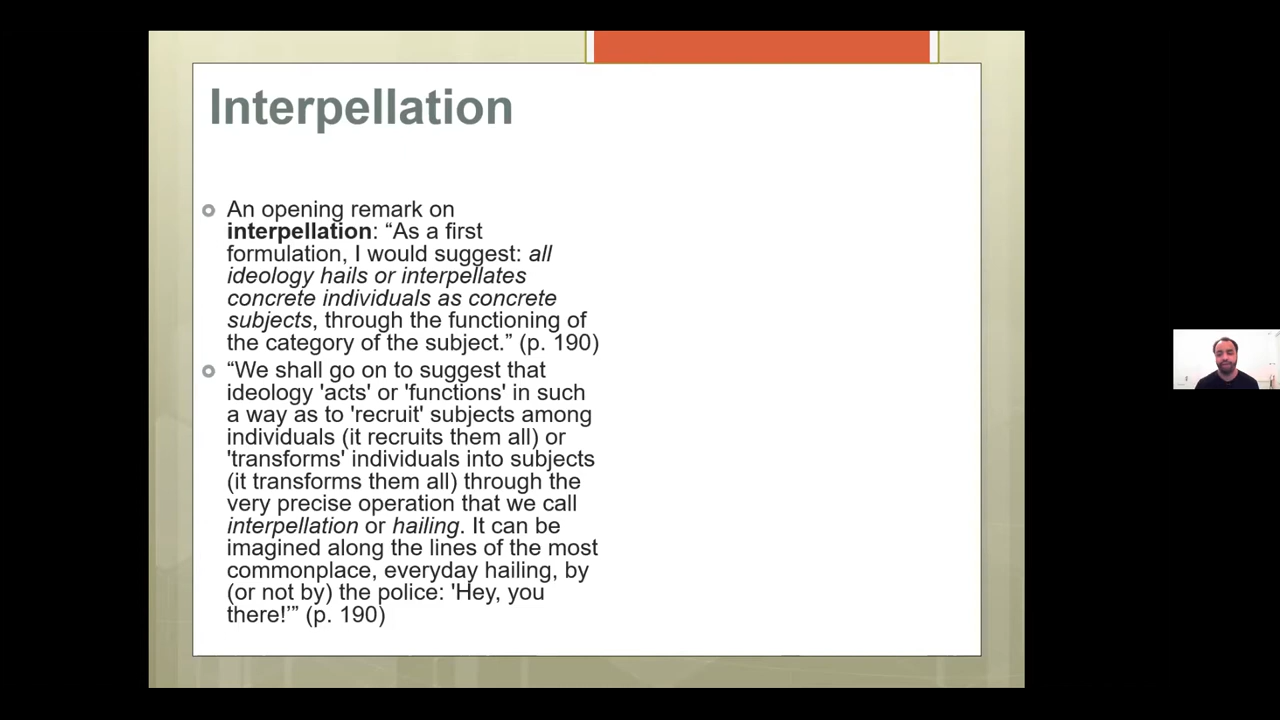 Interpellation
An opening remark on
interpellation: “As a first
formulation, I would suggest: all
ideology hails or interpellates
concrete individuals as concrete
subjects, through the functioning of
the category of the subject.” (p. 190)
“We shall go on to suggest that
ideology 'acts' or 'functions' in such
a way as to 'recruit' subjects among
individuals (it recruits them all) or
'transforms' individuals into subjects
(it transforms them all) through the
very precise operation that we call
interpellation or hailing. It can be
imagined along the lines of the most
commonplace, everyday hailing, by
(or not by) the police: 'Hey, you
there!’” (p. 190)